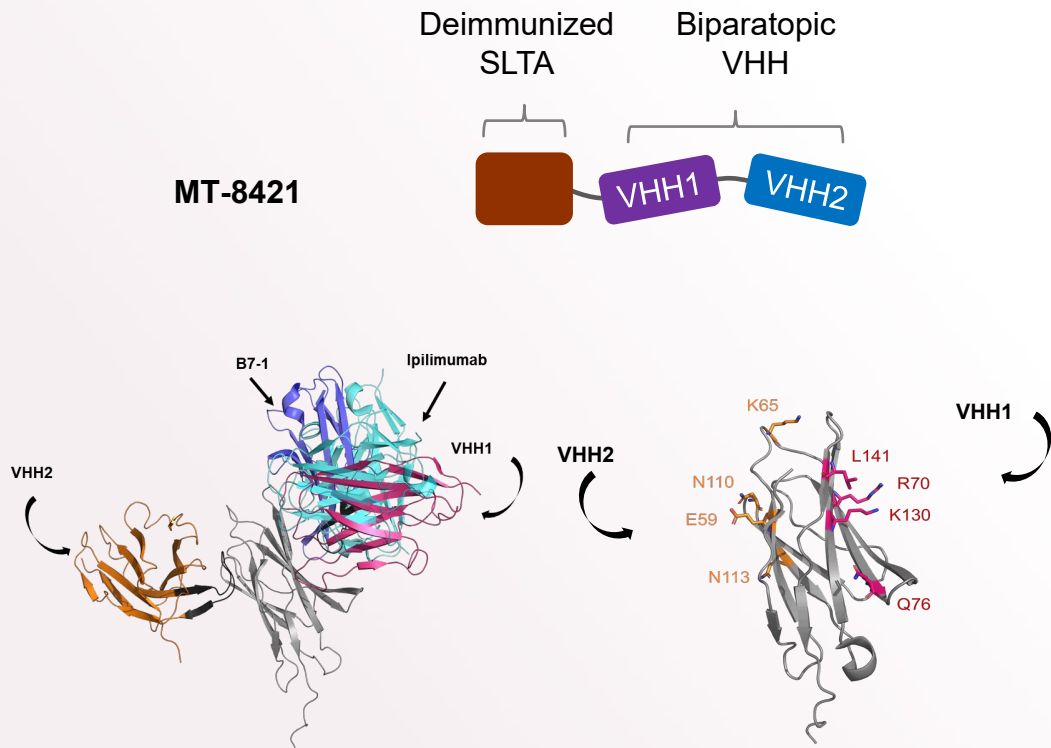 Deimmunized
SLTA
Biparatopic
VHH
MT-8421
VHH1
VHH2
B7-1
Ipilimumab
VHH1
VHH2
VHH2
VHH1
K65
L141
N110
R70
E59
K130
N113
Q76